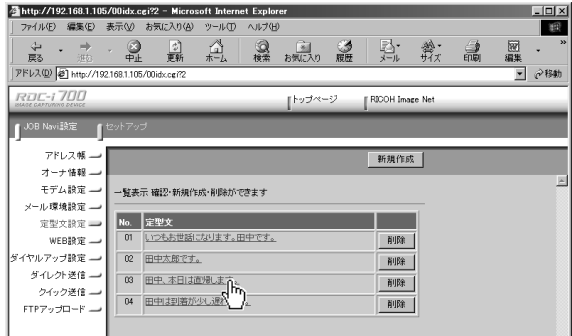 http://192.168.1.105/00idx.cgi?2 - Microsoft Internet Explorer
ファイル(F) 編集(E) 表示(V) お気に入り(A) ツール(T) ヘルプ(H)
戻る 進む 中止 更新 ホーム 検索 お気に入り 履歴 メール サイズ 印刷 編集
アドレス(D) http://192.168.1.105/00idx.cgi?2 移動
RDC-i 700
IMAGE CAPTURING DEVICE
トップページ RICOH Image Net
JOB Navi設定 セットアップ
新規作成
アドレス帳
オーナ情報
モデム設定
メール環境設定
定型文設定
WEB設定
ダイヤルアップ設定
ダイレクト送信
クイック送信
FTPアップロード
一覧表示 確認・新規作成・削除ができます
No. 定型文
01 いつもお世話になります。田中です。 削除
02 田中太郎です。 削除
03 田中、本日は直帰します 削除
04 田中は到着が少し遅れ 削除